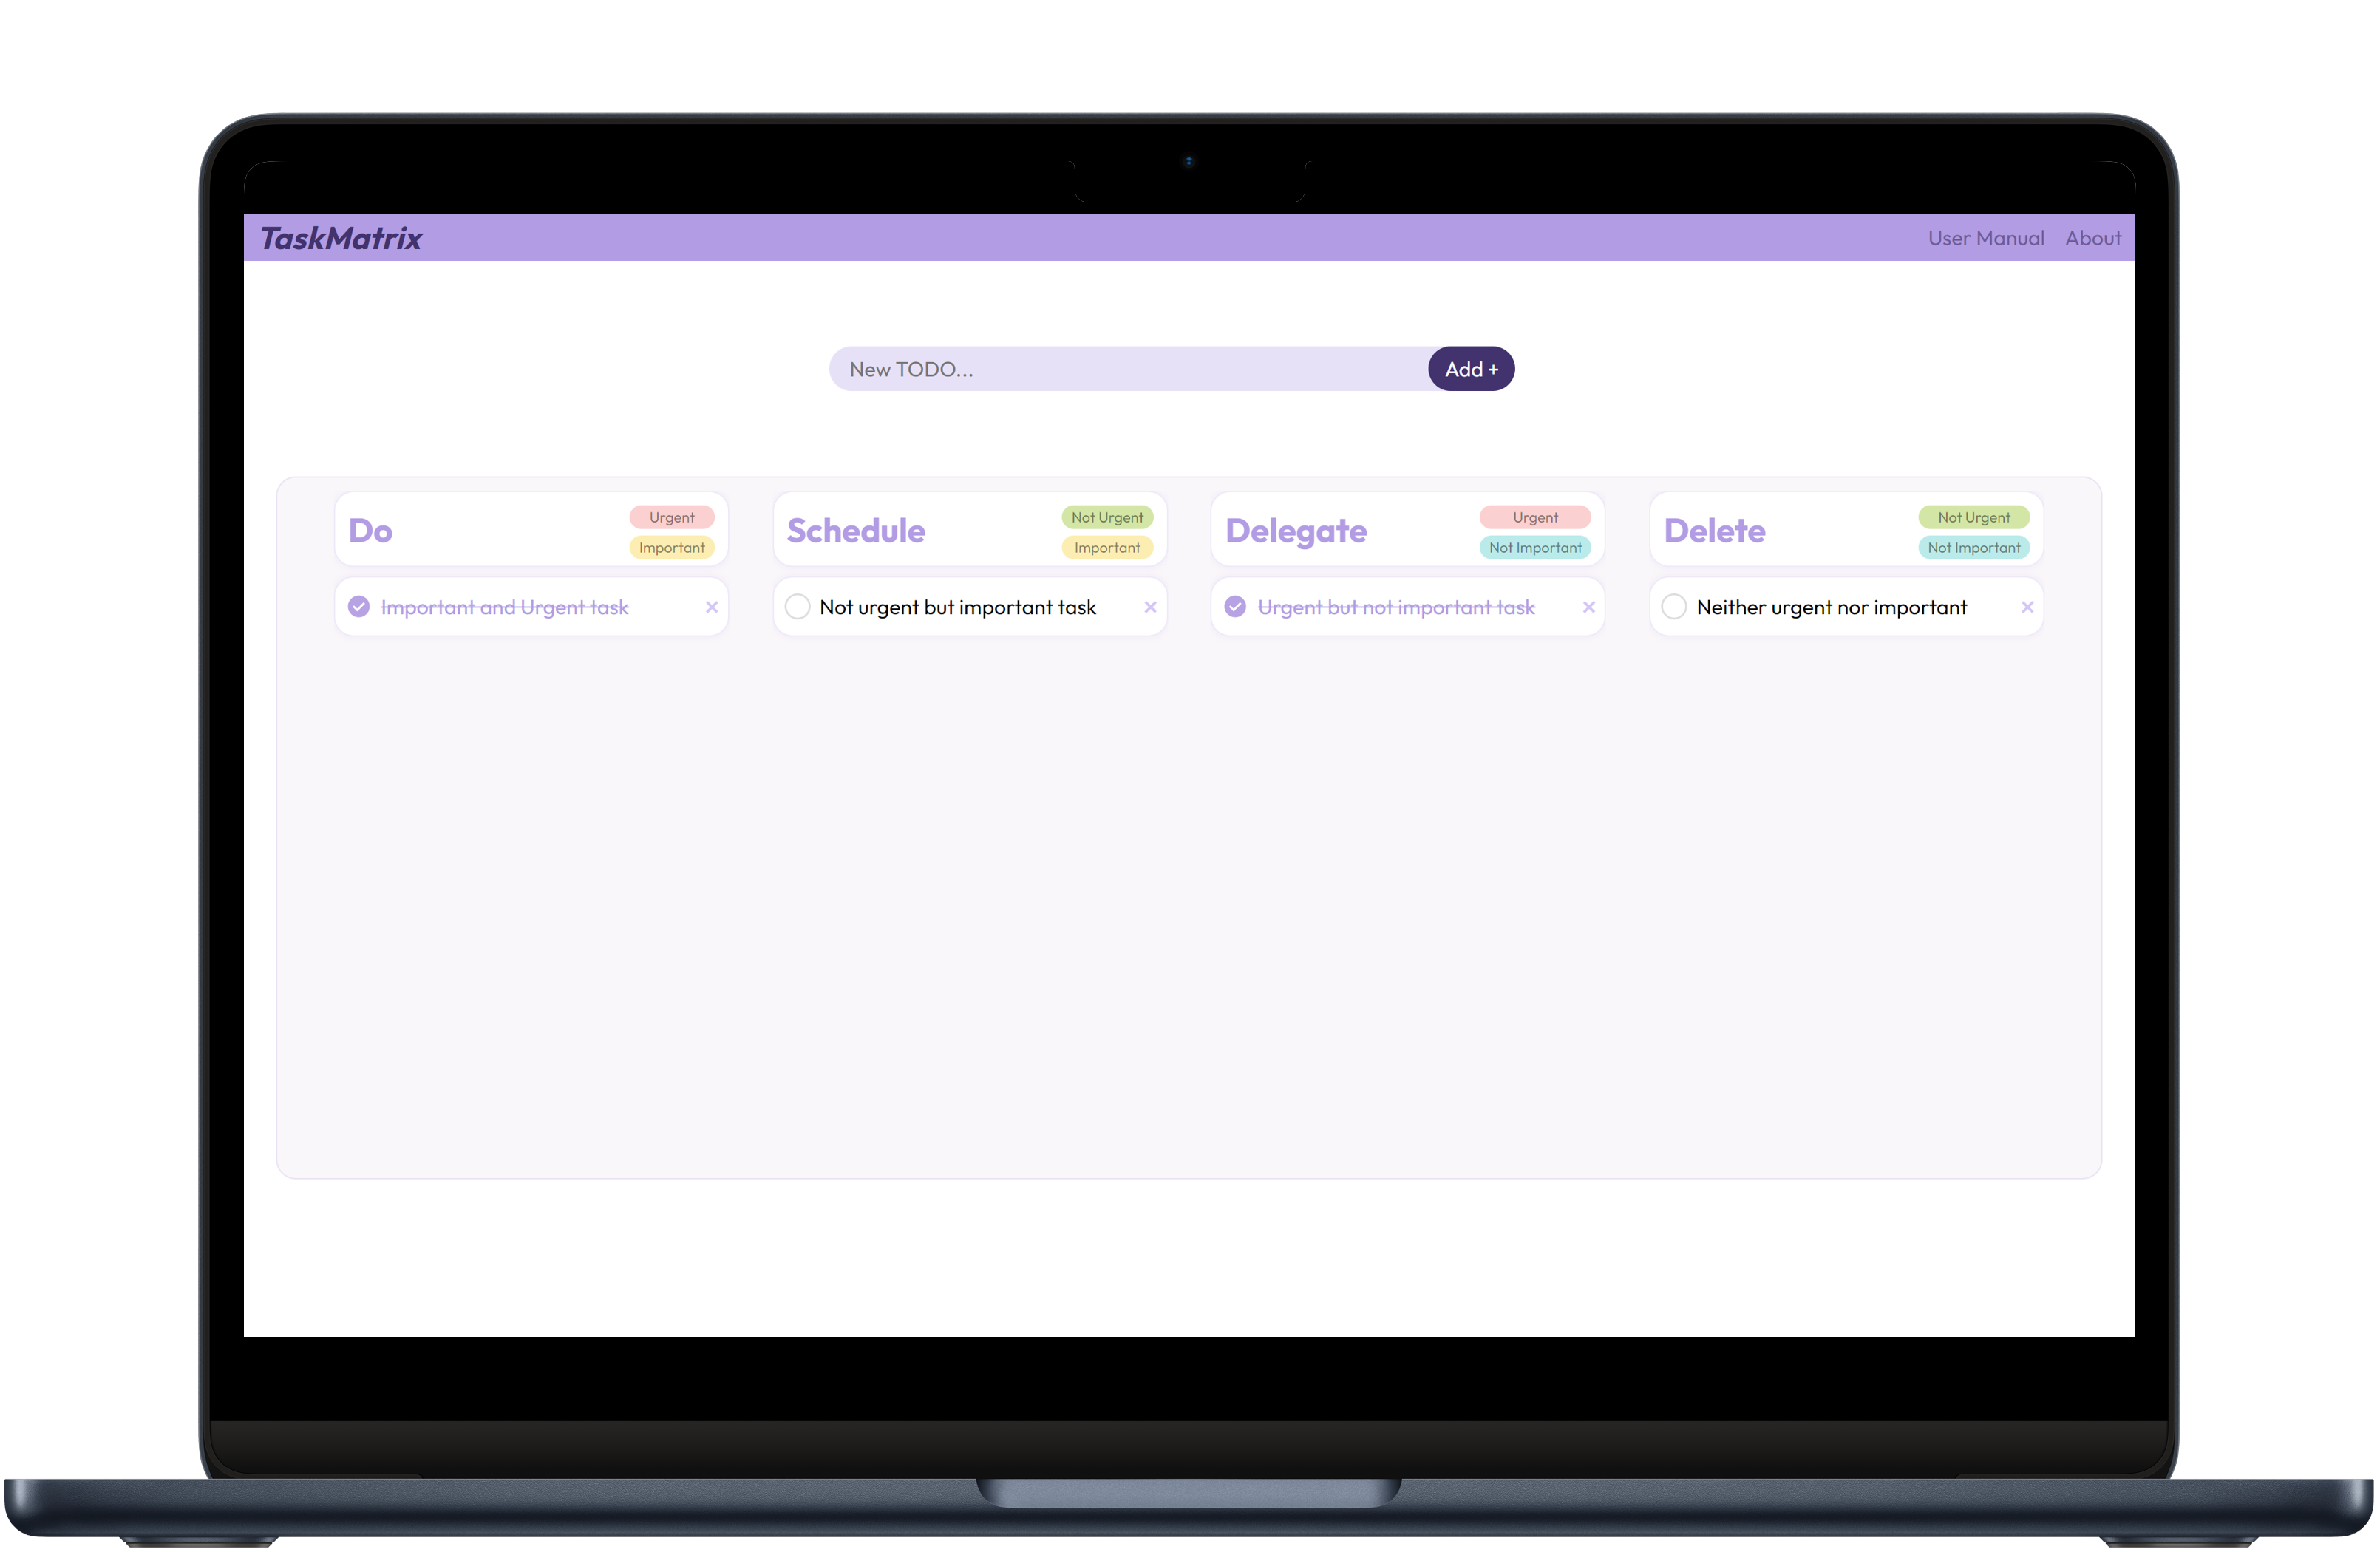 TaskMatrix
User Manual About
New TODO...
Add +
Do
Urgent
Important
Schedule
Not Urgent
Important
Delegate
Urgent
Not Important
Delete
Not Urgent
Not Important
Important and Urgent task
Not urgent but important task
Urgent but not important task
Neither urgent nor important